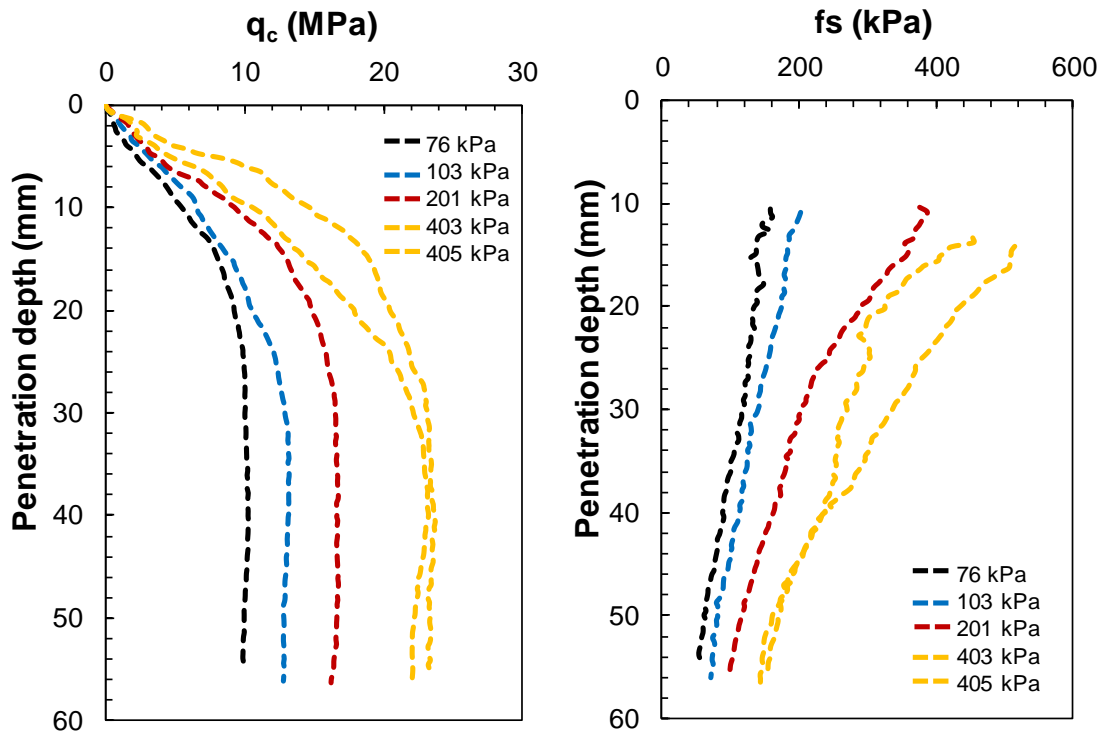 q_c (MPa)
0 10 20 30
0
10
20
30
40
50
60
Penetration depth (mm)
76 kPa
103 kPa
201 kPa
403 kPa
405 kPa
fs (kPa)
0 200 400 600
0
10
20
30
40
50
60
Penetration depth (mm)
76 kPa
103 kPa
201 kPa
403 kPa
405 kPa